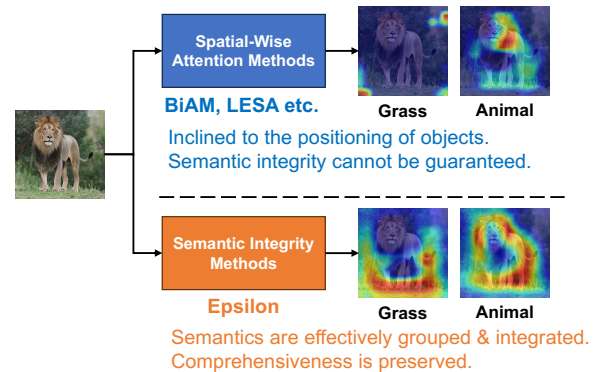 Spatial-Wise
Attention Methods
BiAM, LESA etc.
Grass
Animal
Inclined to the positioning of objects.
Semantic integrity cannot be guaranteed.
Semantic Integrity
Methods
Epsilon
Grass
Animal
Semantics are effectively grouped & integrated.
Comprehensiveness is preserved.